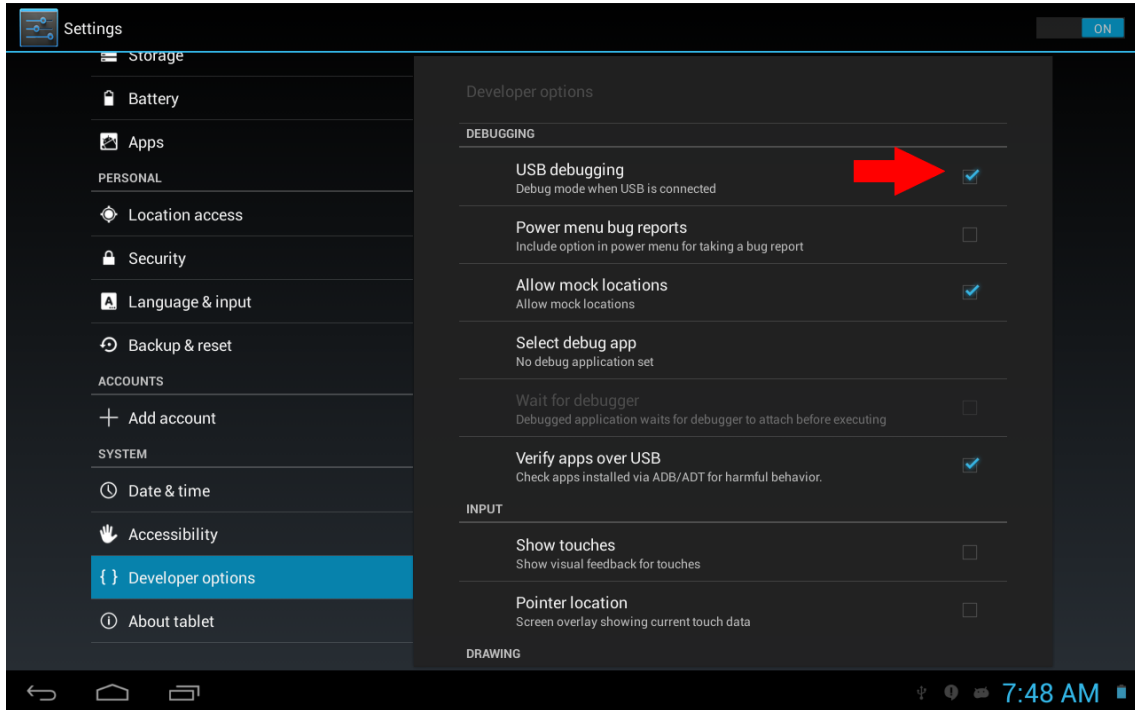 Settings
ON
Storage
Battery
Apps
PERSONAL
Location access
Security
Language & input
Backup & reset
ACCOUNTS
Add account
SYSTEM
Date & time
Accessibility
{ } Developer options
About tablet
Developer options
DEBUGGING
USB debugging
Debug mode when USB is connected
Power menu bug reports
Include option in power menu for taking a bug report
Allow mock locations
Allow mock locations
Select debug app
No debug application set
Wait for debugger
Debugged application waits for debugger to attach before executing
Verify apps over USB
Check apps installed via ADB/ADT for harmful behavior.
INPUT
Show touches
Show visual feedback for touches
Pointer location
Screen overlay showing current touch data
DRAWING
7:48 AM